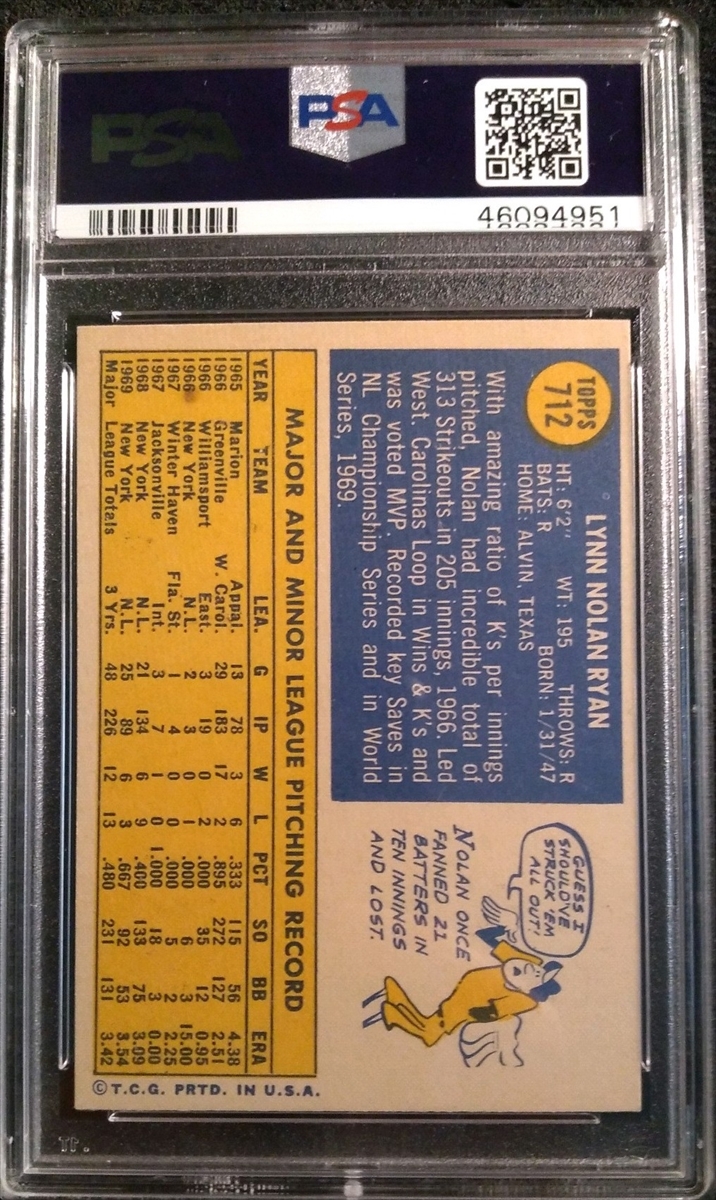 PSA PSA
46094951
TOPPS
712
LYNN NOLAN RYAN
HT: 6'2" WT: 195 THROWS: R
BATS: R BORN: 1/31/47
HOME: ALVIN, TEXAS
With amazing ratio of K's per innings
pitched, Nolan had incredible total of
313 Strikeouts in 205 innings, 1966. Led
West. Carolinas Loop in Wins & K's and
was voted MVP. Recorded key Saves in
NL Championship Series and in World
Series, 1969.
GUESS I
SHOULD'VE
STRUCK 'EM
ALL OUT!
NOLAN ONCE
FANNED 21
BATTERS IN
TEN INNINGS
AND LOST.
MAJOR AND MINOR LEAGUE PITCHING RECORD
YEAR TEAM LEA. G IP W L PCT SO BB ERA
1965 Marion Appal. 13 78 3 6 .333 115 56 4.38
1966 Greenville W. Carol. 29 183 17 2 .895 272 127 2.51
1966 Williamsport East. 3 19 0 2 .000 35 12 0.95
1966 New York N.L. 2 3 0 1 .000 6 3 15.00
1967 Winter Haven Fla. St. 1 4 0 0 .000 5 2 2.25
1967 Jacksonville Int. 3 7 1 0 1.000 18 3 0.00
1968 New York N.L. 21 134 6 9 .400 133 75 3.09
1969 New York N.L. 25 89 6 3 .667 92 53 3.54
Major League Totals 3 Yrs. 48 226 12 13 .480 231 131 3.42
©T.C.G. PRTD. IN U.S.A.